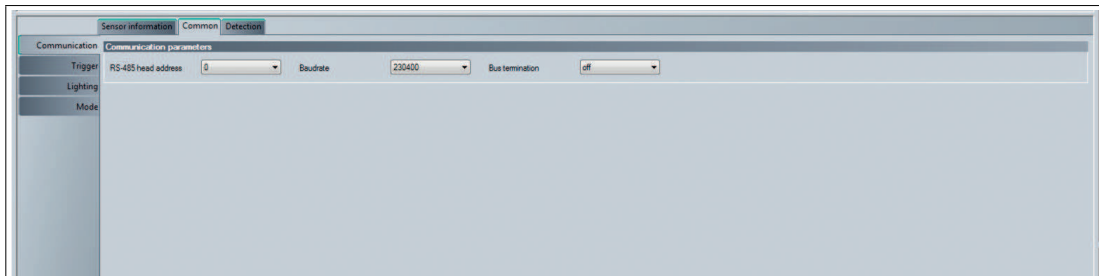 Sensor information Common Detection
Communication
Communication parameters
Trigger
RS-485 head address 0 Baudrate 230400 Bus termination off
Lighting
Mode